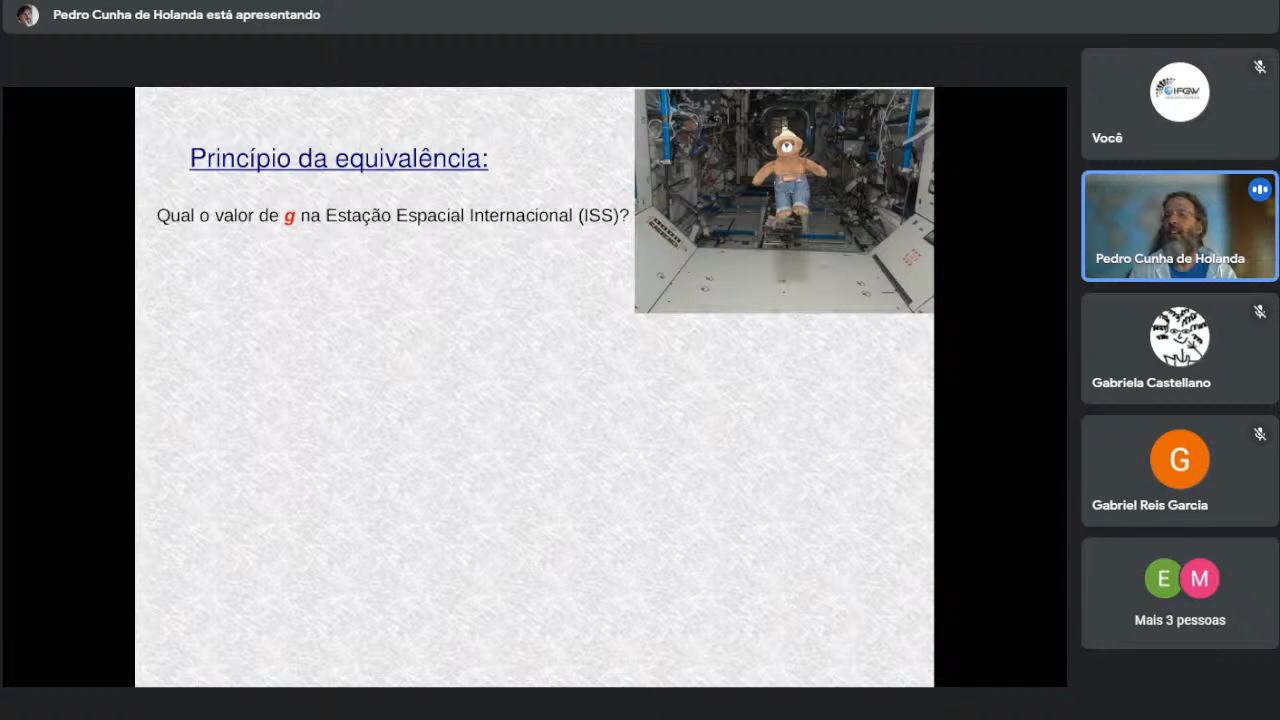 Pedro Cunha de Holanda está apresentando
Princípio da equivalência:
Qual o valor de g na Estação Espacial Internacional (ISS)?
IFGW
Você
Pedro Cunha de Holanda
Gabriela Castellano
G
Gabriel Reis Garcia
E M
Mais 3 pessoas